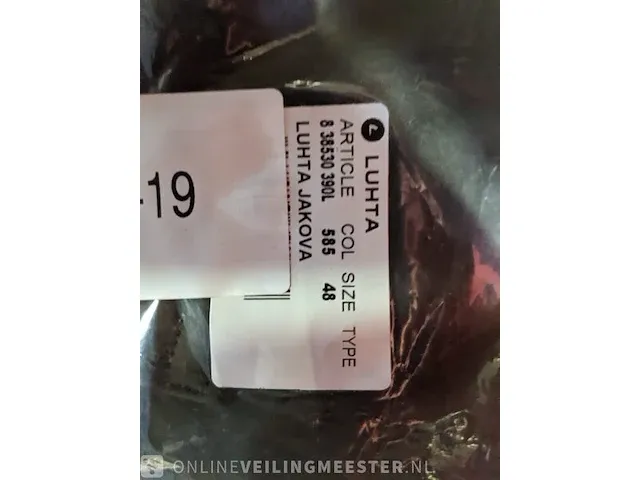 -19
LUHTA
ARTICLE COL SIZE TYPE
8 38530 390L 585 48
LUHTA JAKOVA
ONLINEVEILINGMEESTER.NL